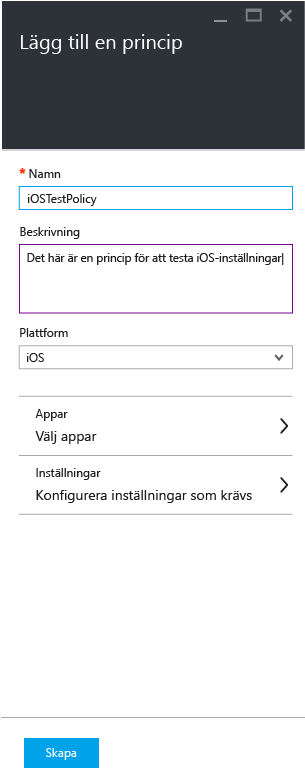 Lägg till en princip
* Namn
iOSTestPolicy
Beskrivning
Det här är en princip för att testa iOS-inställningar
Plattform
iOS
Appar
Välj appar
Inställningar
Konfigurera inställningar som krävs
Skapa